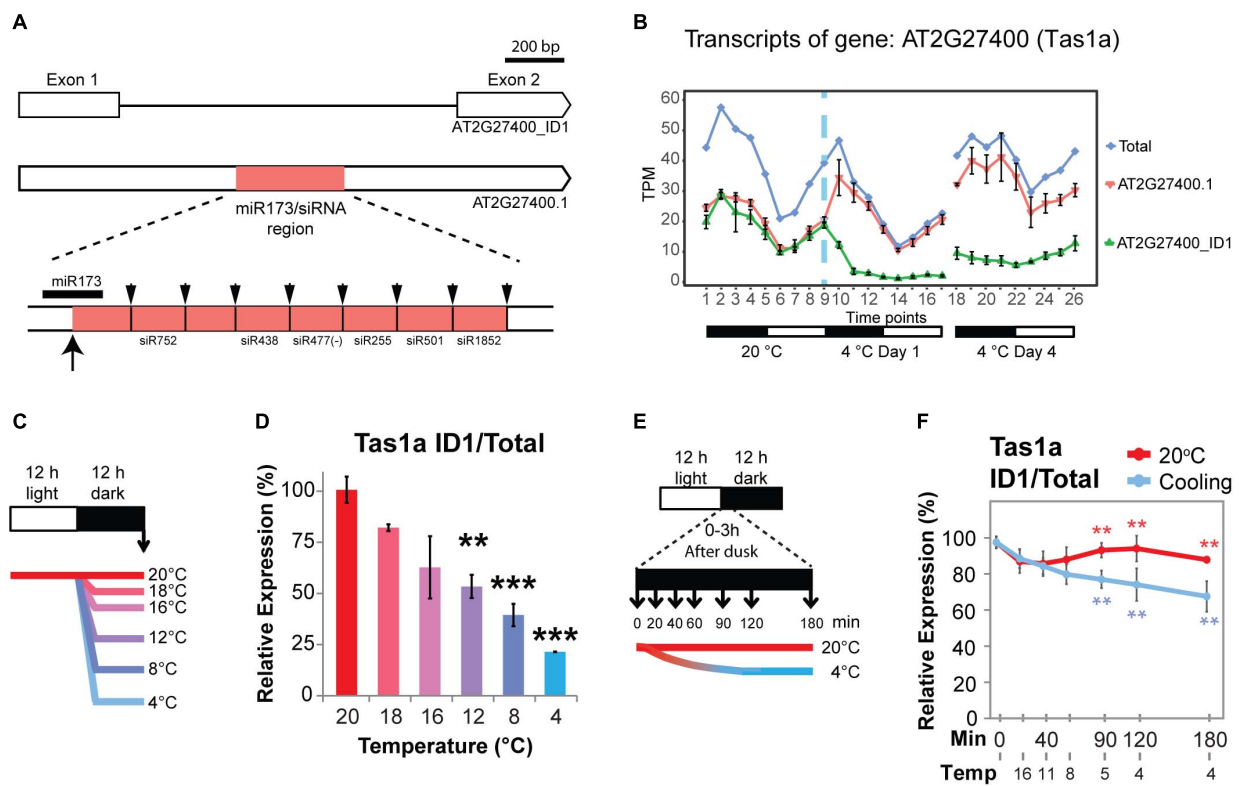 A
200 bp
Exon 1
Exon 2
AT2G27400_ID1
AT2G27400.1
miR173/siRNA
region
miR173
siR752 siR438 siR477(-) siR255 siR501 siR1852
B
Transcripts of gene: AT2G27400 (Tas1a)
TPM
60
50
40
30
20
10
0
1 2 3 4 5 6 7 8 9 10 12 14 16 18 20 22 24 26
Time points
20 °C 4 °C Day 1 4 °C Day 4
Total
AT2G27400.1
AT2G27400_ID1
C
12 h
light
12 h
dark
20°C
18°C
16°C
12°C
8°C
4°C
D
Tas1a ID1/Total
Relative Expression (%)
100
75
50
25
0
** *** ***
20 18 16 12 8 4
Temperature (°C)
E
12 h
light
12 h
dark
0-3h
After dusk
0 20 40 60 90 120 min 180
20°C
4°C
F
Tas1a
ID1/Total
20°C
Cooling
Relative Expression (%)
100
80
60
40
20
0
** ** **
** ** **
Min 0 40 90 120 180
Temp 16 11 8 5 4 4